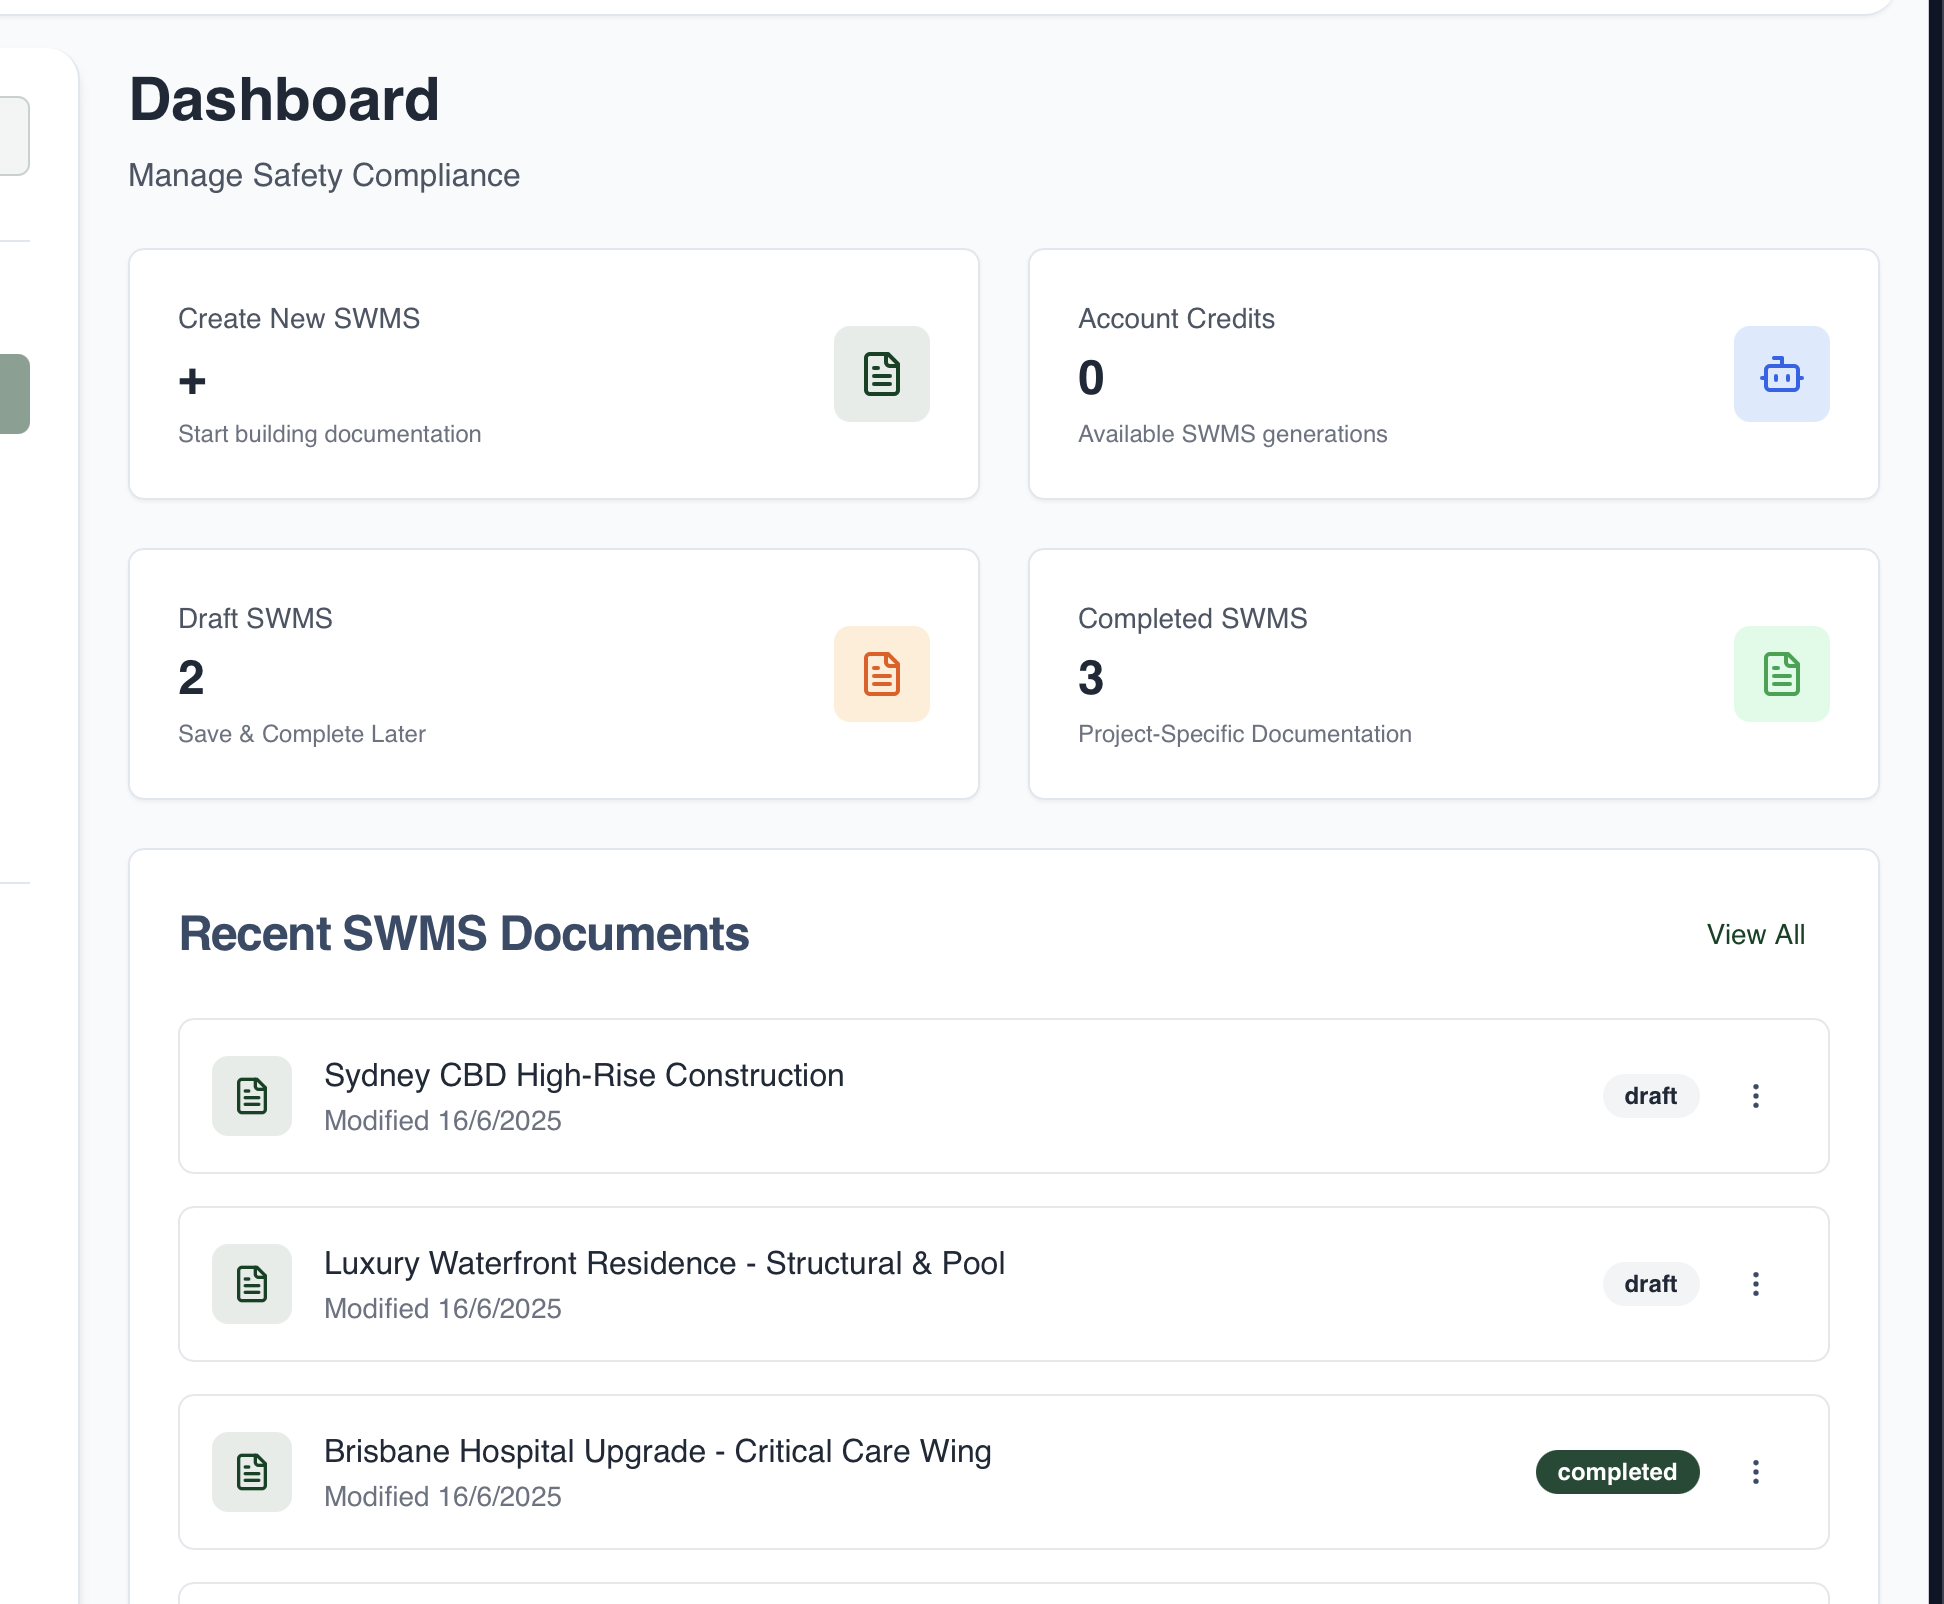 Dashboard
Manage Safety Compliance
Create New SWMS
+
Start building documentation
Account Credits
0
Available SWMS generations
Draft SWMS
2
Save & Complete Later
Completed SWMS
3
Project-Specific Documentation
Recent SWMS Documents
View All
Sydney CBD High-Rise Construction
Modified 16/6/2025
draft
Luxury Waterfront Residence - Structural & Pool
Modified 16/6/2025
draft
Brisbane Hospital Upgrade - Critical Care Wing
Modified 16/6/2025
completed